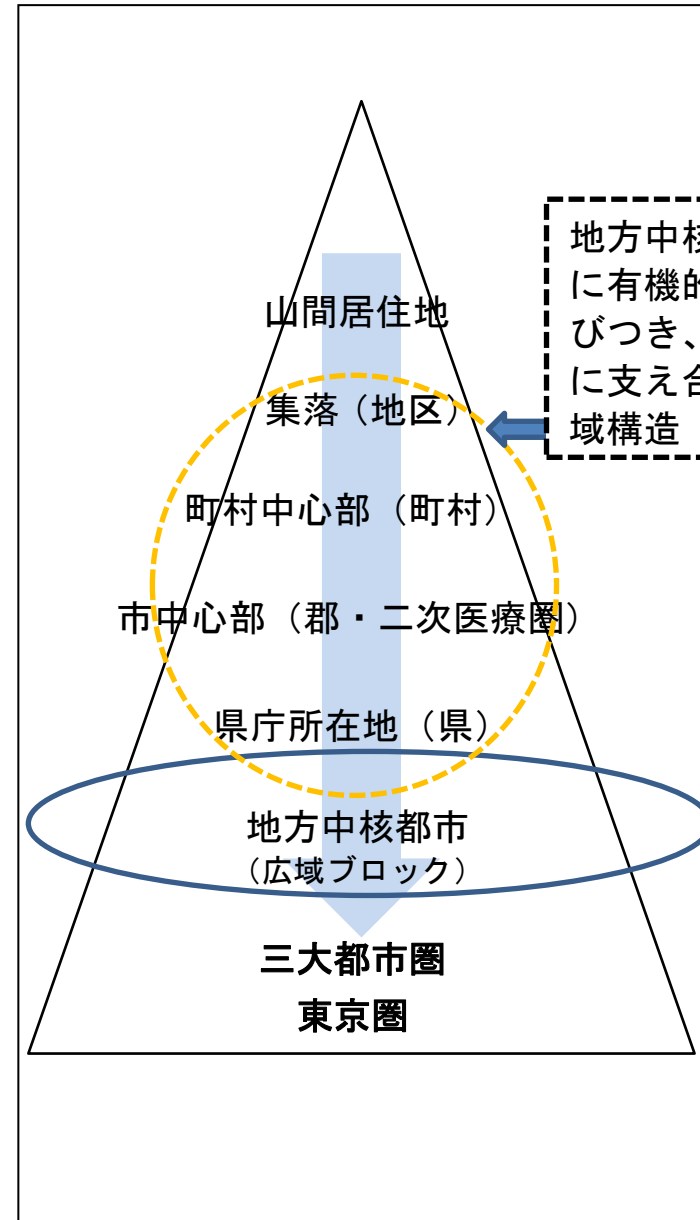 山間居住地
集落（地区）
町村中心部（町村）
市中心部（郡・二次医療圏）
県庁所在地（県）
地方中核都市
（広域ブロック）
三大都市圏
東京圏
地方中核
に有機的
びつき、
に支え合
域構造